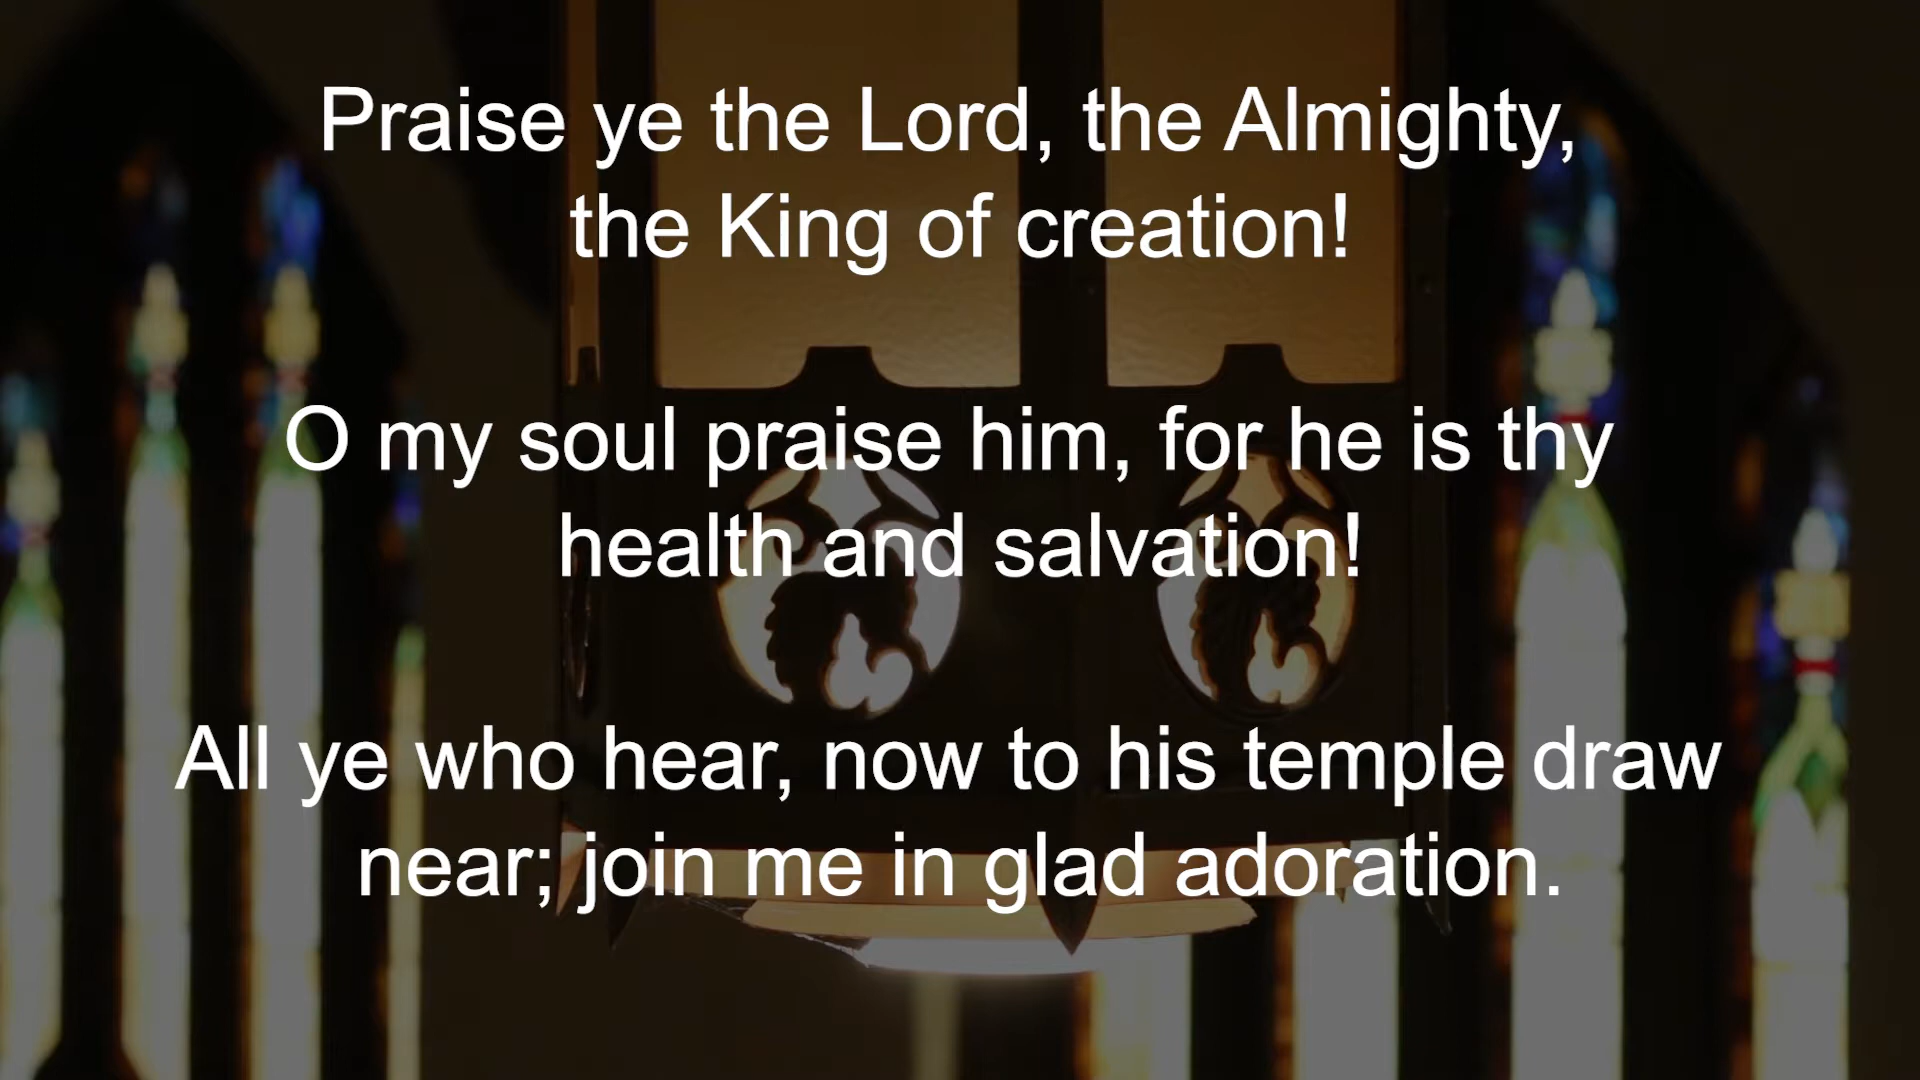 Praise ye the Lord, the Almighty,
the King of creation!
O my soul praise him, for he is thy
health and salvation!
All ye who hear, now to his temple draw
near; join me in glad adoration.